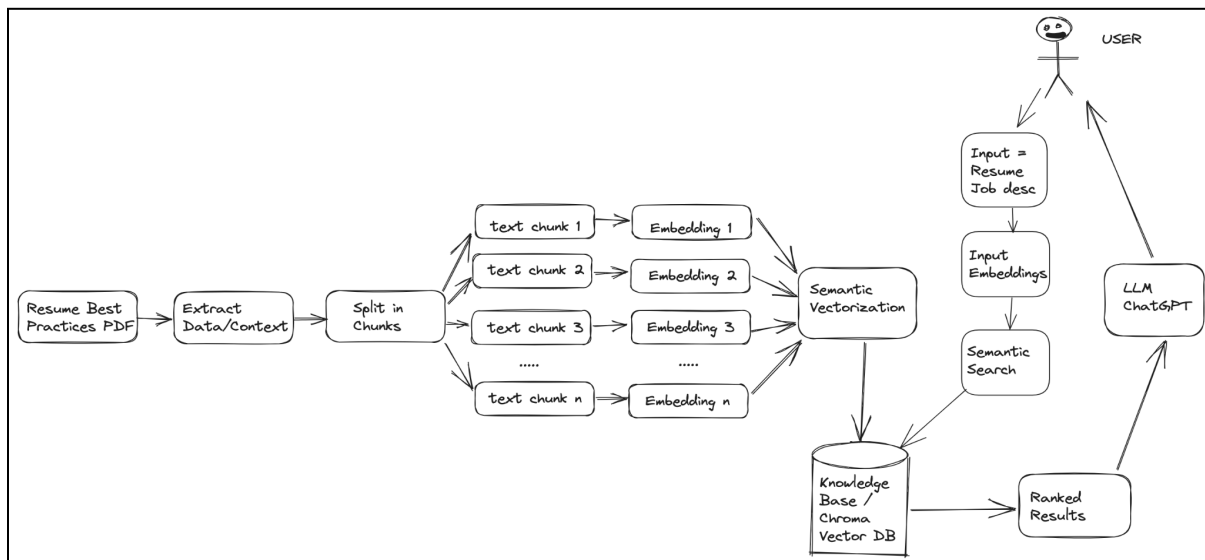 USER
Input =
Resume
Job desc
text chunk 1
Embedding 1
Input
Embeddings
text chunk 2
Embedding 2
Resume Best
Practices PDF
Extract
Data/Context
Split in
Chunks
Semantic
Vectorization
LLM
ChatGPT
text chunk 3
Embedding 3
Semantic
Search
.....
.....
text chunk n
Embedding n
Knowledge
Base /
Chroma
Vector DB
Ranked
Results